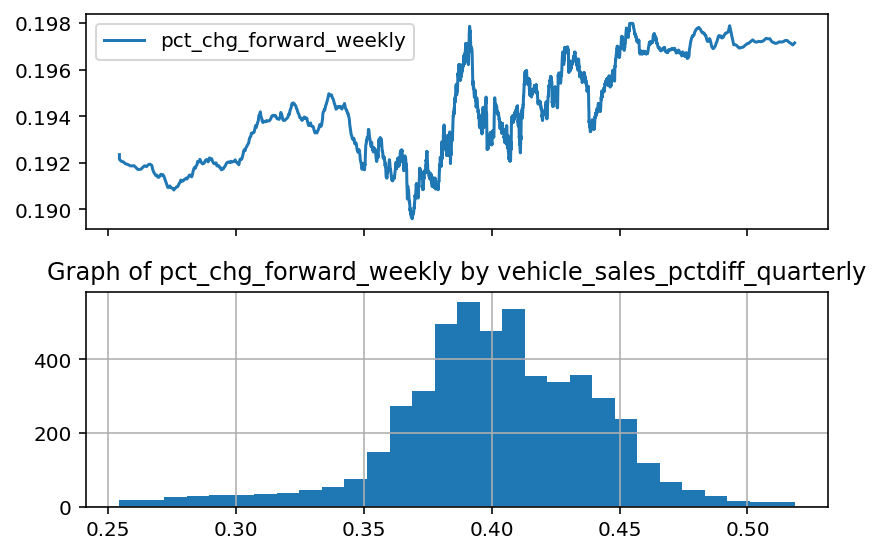 0.198
pct_chg_forward_weekly
0.196
0.194
0.192
0.190
Graph of pct_chg_forward_weekly by vehicle_sales_pctdiff_quarterly
400
200
0
0.25 0.30 0.35 0.40 0.45 0.50